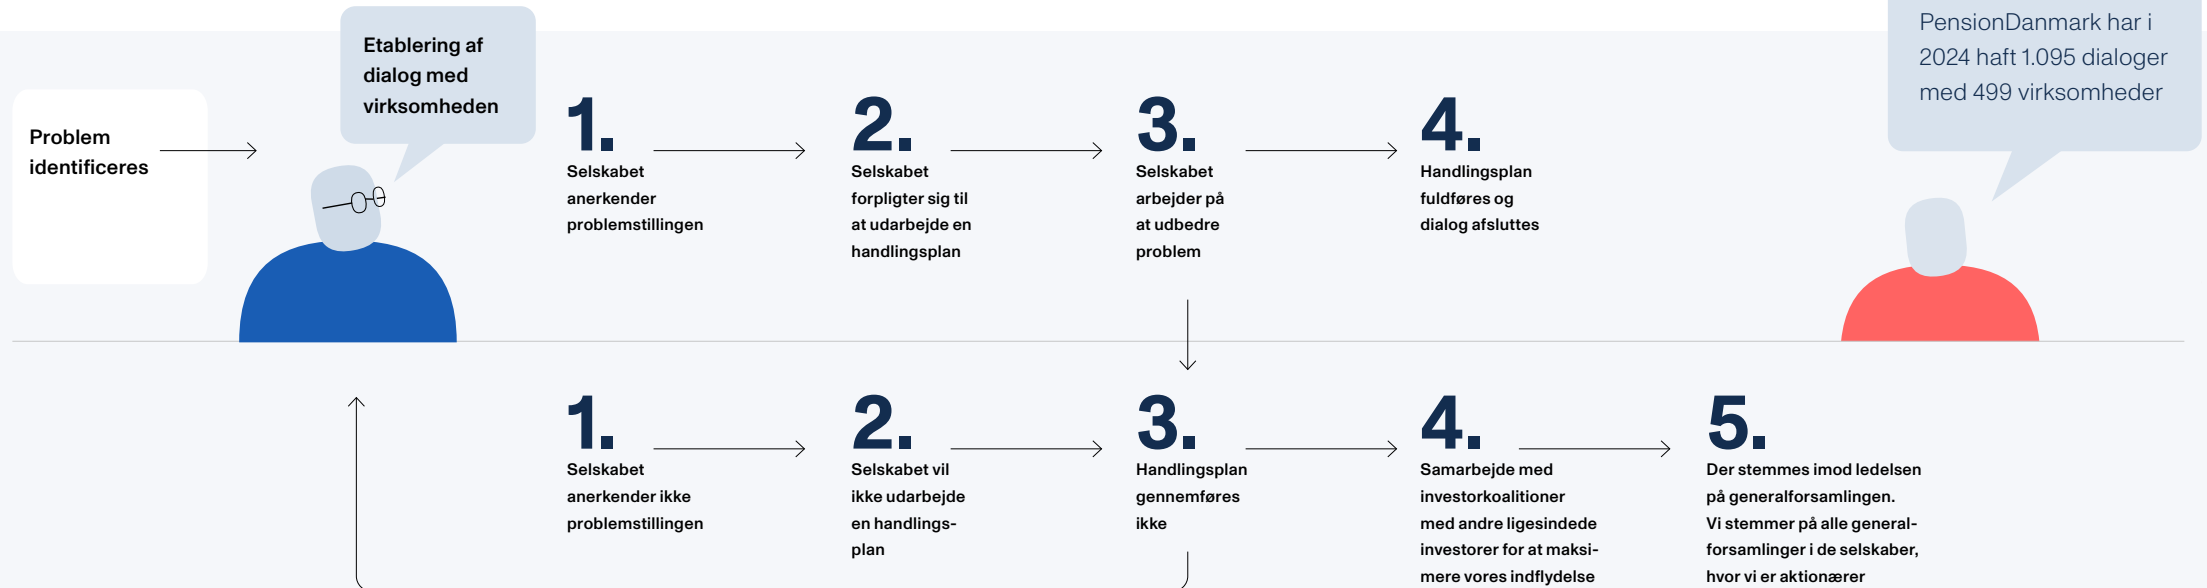 Problem
identificeres
Etablering af
dialog med
virksomheden
1.
Selskabet
anerkender
problemstillingen
2.
Selskabet
forpligter sig til
at udarbejde en
handlingsplan
3.
Selskabet
arbejder på
at udbedre
problem
4.
Handlingsplan
fuldføres og
dialog afsluttes
PensionDanmark har i
2024 haft 1.095 dialoger
med 499 virksomheder
1.
Selskabet
anerkender ikke
problemstillingen
2.
Selskabet vil
ikke udarbejde
en handlings-
plan
3.
Handlingsplan
gennemføres
ikke
4.
Samarbejde med
investorkoalitioner
med andre ligesindede
investorer for at maksi-
mere vores indflydelse
5.
Der stemmes imod ledelsen
på generalforsamlingen.
Vi stemmer på alle general-
forsamlinger i de selskaber,
hvor vi er aktionærer